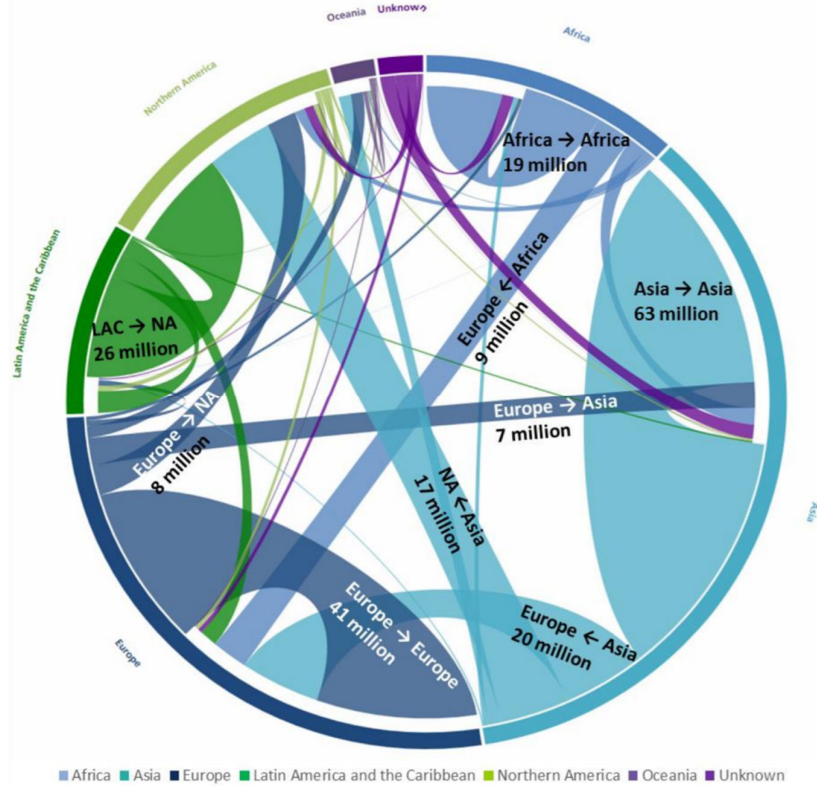 Oceania
Unknown
Africa
Northern America
Africa → Africa
19 million
Latin America and the Caribbean
Asia → Asia
63 million
Europe ← Africa
9 million
LAC → NA
26 million
Europe → Asia
7 million
Europe → NA
8 million
NA ← Asia
17 million
Asia
Europe → Europe
41 million
Europe ← Asia
20 million
Europe
Africa Asia Europe Latin America and the Caribbean Northern America Oceania Unknown